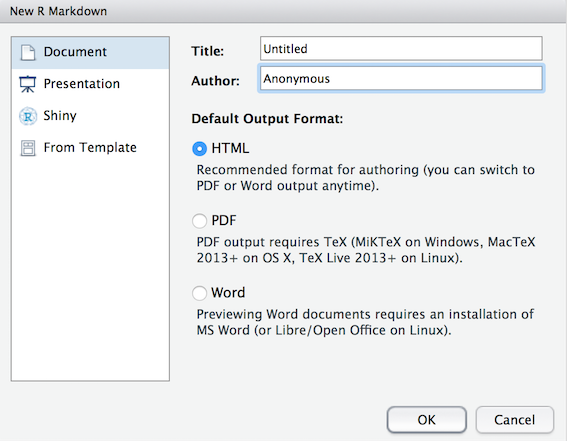 New R Markdown
Document
Presentation
Shiny
From Template
Title: Untitled
Author: Anonymous
Default Output Format:
HTML
Recommended format for authoring (you can switch to
PDF or Word output anytime).
PDF
PDF output requires TeX (MiKTeX on Windows, MacTeX
2013+ on OS X, TeX Live 2013+ on Linux).
Word
Previewing Word documents requires an installation of
MS Word (or Libre/Open Office on Linux).
OK Cancel